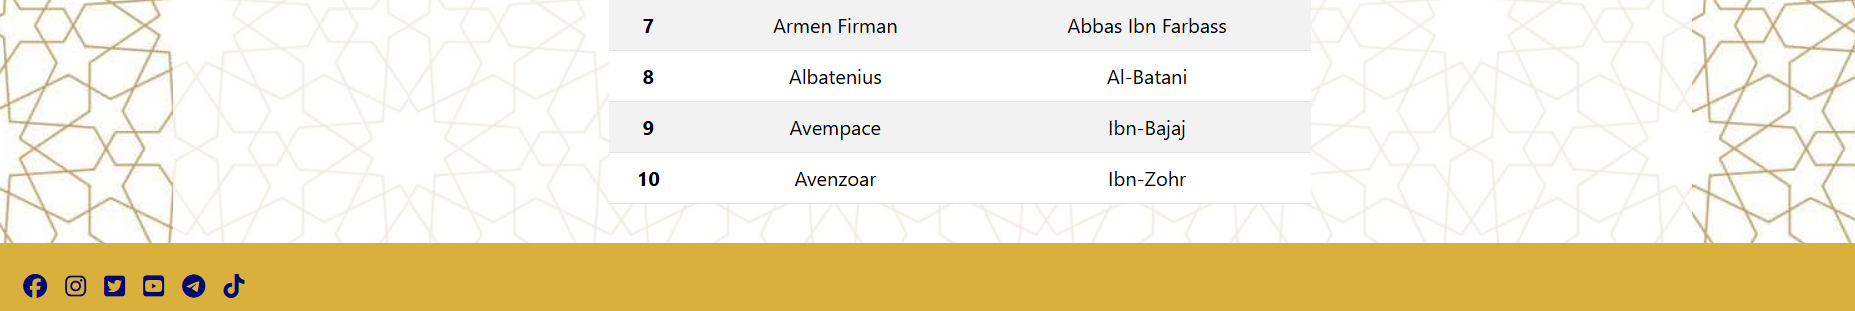 7 Armen Firman Abbas Ibn Farbass
8 Albatenius Al-Batani
9 Avempace Ibn-Bajaj
10 Avenzoar Ibn-Zohr